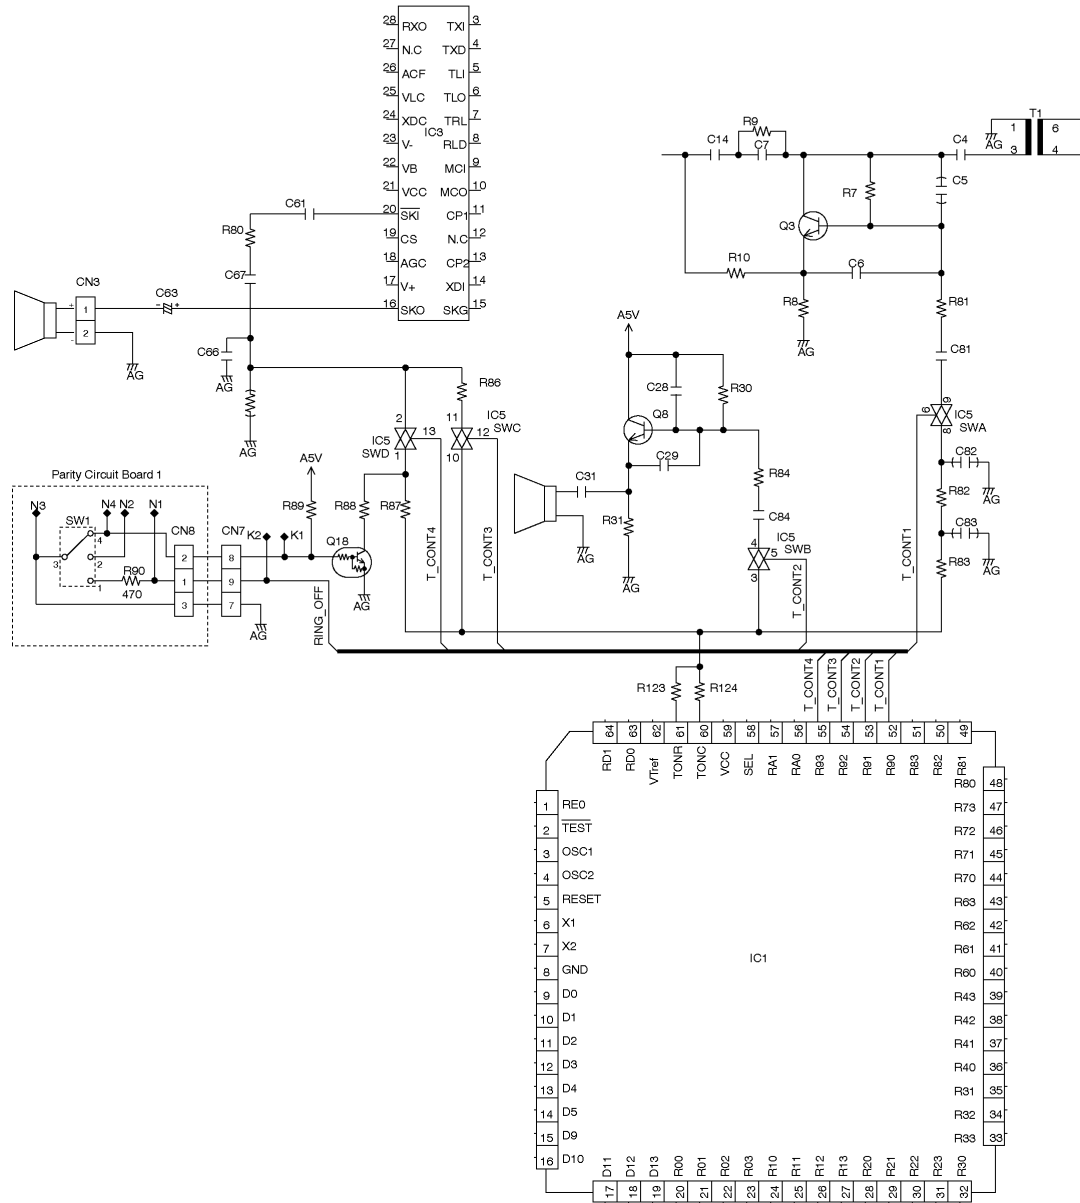 28 RXO TXI 3
27 N.C TXD 4
26 ACF TLI 5
25 VLC TLO 6
24 XDC TRL 7
IC3
23 V- RLD 8
22 VB MCI 9
21 VCC MCO 10
20 SKI CP1 11
19 CS N.C 12
18 AGC CP2 13
17 V+ XDI 14
16 SKO SKG 15
C61
R80
C67
CN3
+ 1
- 2
C63
- +
AG
C66
AG
AG
R86
2
IC5
SWD
1
13
11
IC5
SWC
10
12
T_CONT4
T_CONT3
R87
R88
A5V
R89
Q18
AG
K2 K1
Parity Circuit Board 1
N3 N4 N2 N1
SW1
4
3
2
1
R90
470
CN8
2
1
3
CN7
8
9
7
AG
RING_OFF
A5V
C28
R30
Q8
C29
C31
R31
AG
AG
R84
C84
4
IC5
SWB
5
3
T_CONT2
R9
C14
C7
C4
T1
1 6
3 4
AG
R7
C5
Q3
R10
C6
R8
AG
R81
C81
9
6
IC5
SWA
8
C82
AG
R82
C83
AG
R83
T_CONT1
R123
R124
T_CONT4
T_CONT3
T_CONT2
T_CONT1
64 63 62 61 60 59 58 57 56 55 54 53 52 51 50 49
RD1 RD0 VTref TONR TONC VCC SEL RA1 RA0 R93 R92 R91 R90 R83 R82 R81
R80 48
1 RE0 R73 47
2 TEST R72 46
3 OSC1 R71 45
4 OSC2 R70 44
5 RESET R63 43
6 X1 R62 42
7 X2 R61 41
IC1
8 GND R60 40
9 D0 R43 39
10 D1 R42 38
11 D2 R41 37
12 D3 R40 36
13 D4 R31 35
14 D5 R32 34
15 D9 R33 33
16 D10
D11 D12 D13 R00 R01 R02 R03 R10 R11 R12 R13 R20 R21 R22 R23 R30
17 18 19 20 21 22 23 24 25 26 27 28 29 30 31 32